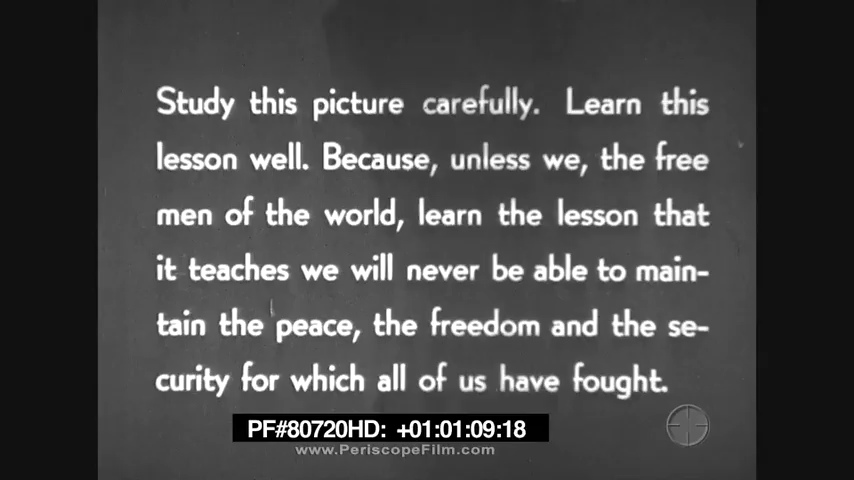 Study this picture carefully. Learn this
lesson well. Because, unless we, the free
men of the world, learn the lesson that
it teaches we will never be able to main-
tain the peace, the freedom and the se-
curity for which all of us have fought.
PF#80720HD: +01:01:09:18
www.PeriscopeFilm.com